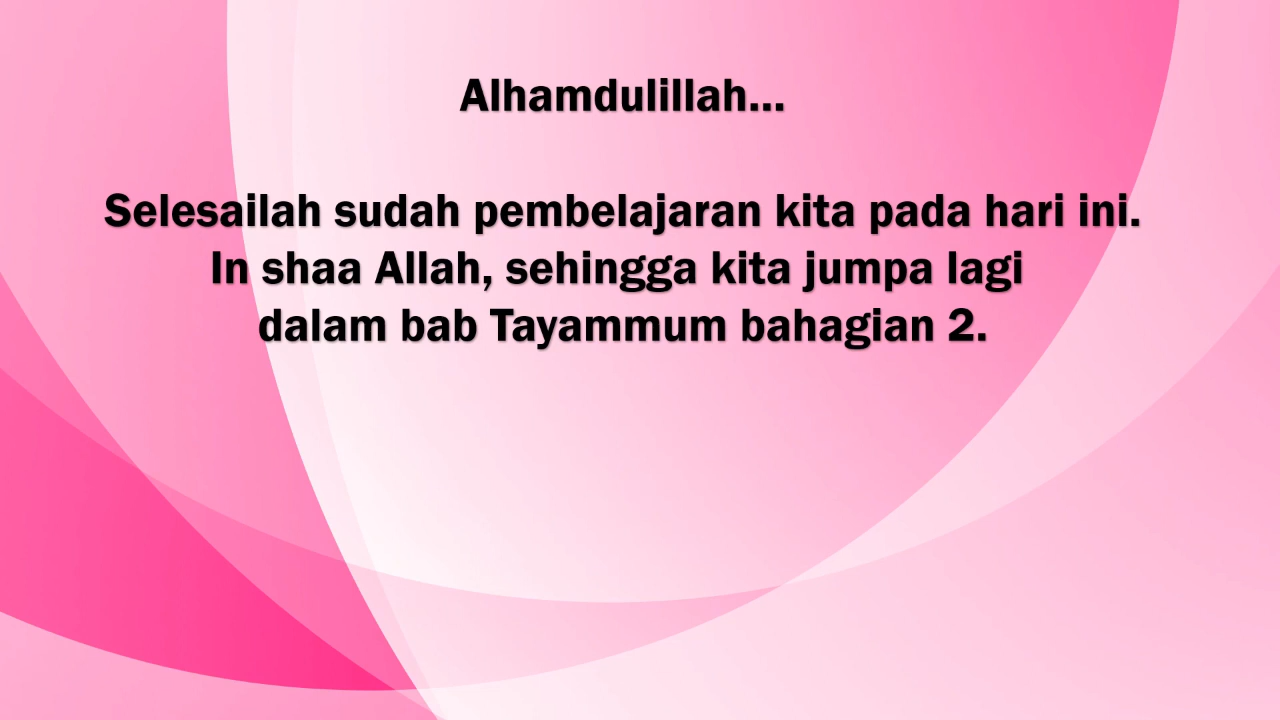 Alhamdulillah...
Selesailah sudah pembelajaran kita pada hari ini.
In shaa Allah, sehingga kita jumpa lagi
dalam bab Tayammum bahagian 2.